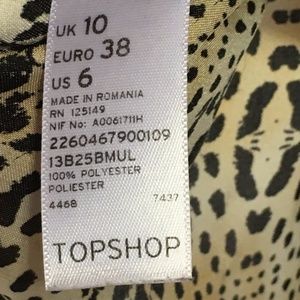 UK 10
EURO 38
US 6
MADE IN ROMANIA
RN 125149
NIF No: A0061711H
2260467900109
13B25BMUL
100% POLYESTER
POLIESTER
4468 7437
TOPSHOP